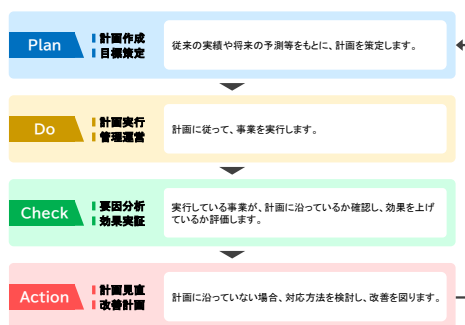 Plan
計画作成
目標策定
従来の実績や将来の予測等をもとに、計画を策定します。
Do
計画実行
管理運営
計画に従って、事業を実行します。
Check
要因分析
効果実証
実行している事業が、計画に沿っているか確認し、効果を上げ
ているか評価します。
Action
計画見直
改善計画
計画に沿っていない場合、対応方法を検討し、改善を図ります。